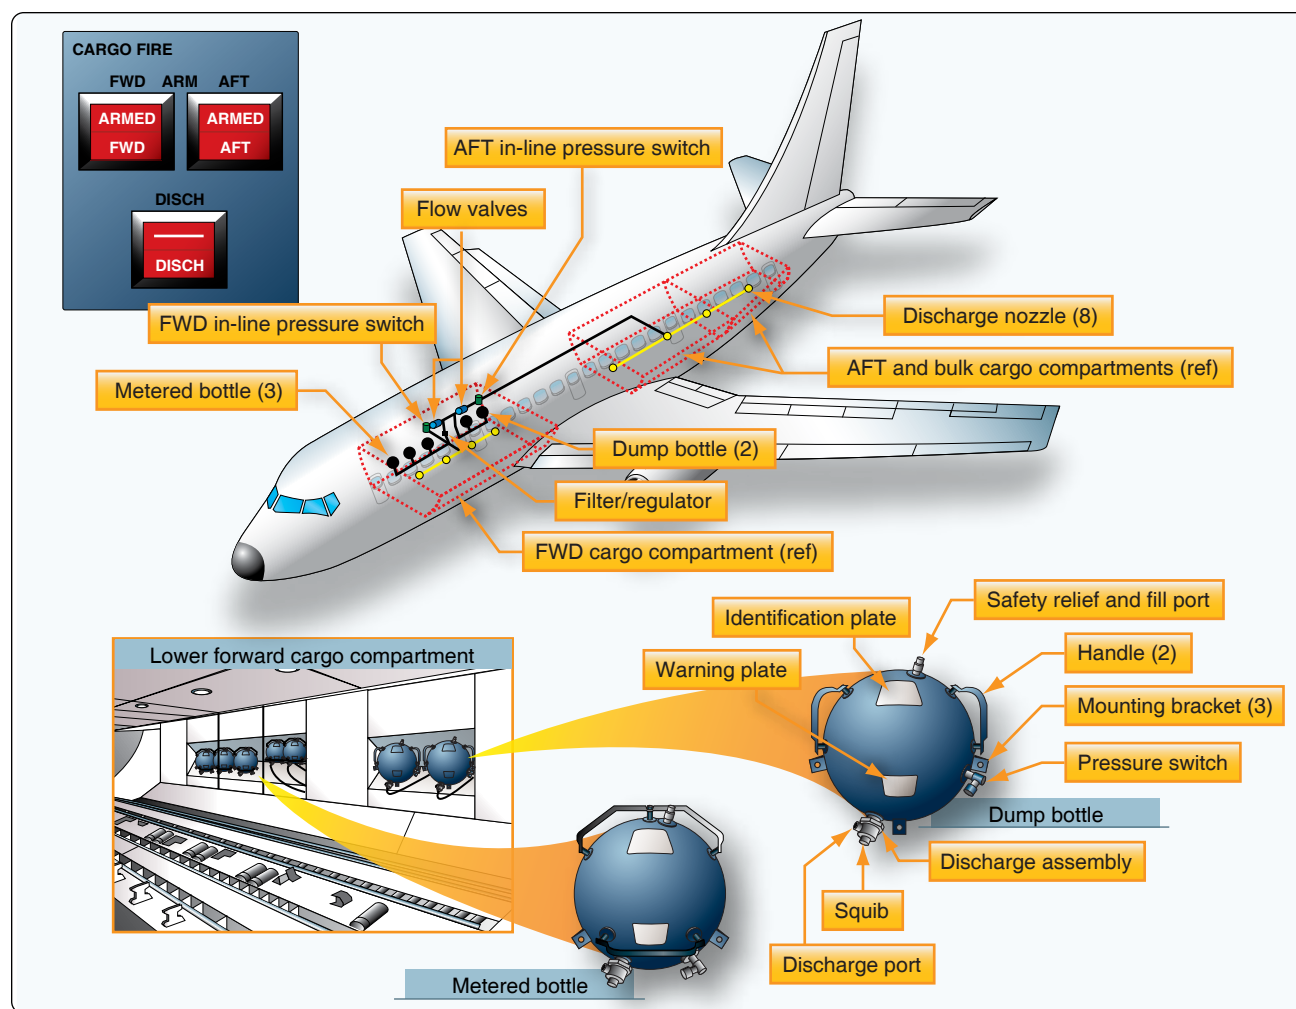 CARGO FIRE
FWD ARM AFT
ARMED
FWD
ARMED
AFT
DISCH
DISCH
AFT in-line pressure switch
Flow valves
FWD in-line pressure switch
Metered bottle (3)
Discharge nozzle (8)
AFT and bulk cargo compartments (ref)
Dump bottle (2)
Filter/regulator
FWD cargo compartment (ref)
Lower forward cargo compartment
Safety relief and fill port
Identification plate
Handle (2)
Warning plate
Mounting bracket (3)
Pressure switch
Dump bottle
Discharge assembly
Squib
Discharge port
Metered bottle